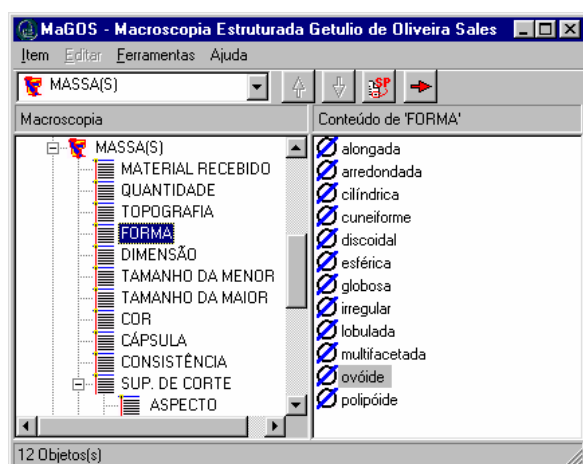 MaGOS - Macroscopia Estruturada Getulio de Oliveira Sales
Item Editar Ferramentas Ajuda
MASSA(S)
SP
Macroscopia
Conteúdo de 'FORMA'
MASSA(S)
MATERIAL RECEBIDO
QUANTIDADE
TOPOGRAFIA
FORMA
DIMENSÃO
TAMANHO DA MENOR
TAMANHO DA MAIOR
COR
CÁPSULA
CONSISTÊNCIA
SUP. DE CORTE
ASPECTO
alongada
arredondada
cilíndrica
cuneiforme
discoidal
esférica
globosa
irregular
lobulada
multifacetada
ovóide
polipóide
12 Objetos(s)